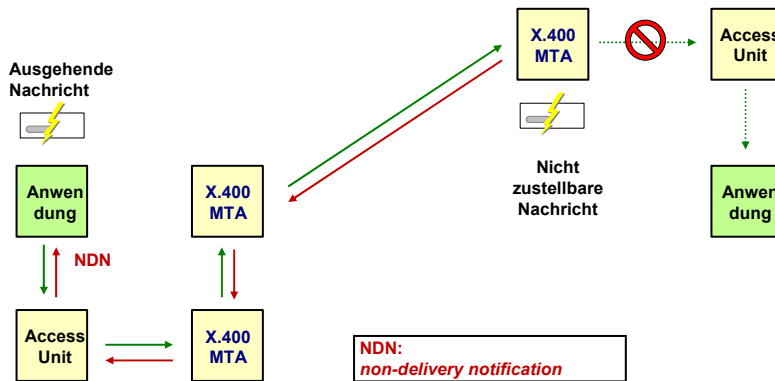 X.400
MTA
Access
Unit
Ausgehende
Nachricht
Nicht
zustellbare
Nachricht
Anwen
dung
X.400
MTA
Anwen
dung
NDN
Access
Unit
X.400
MTA
NDN:
non-delivery notification